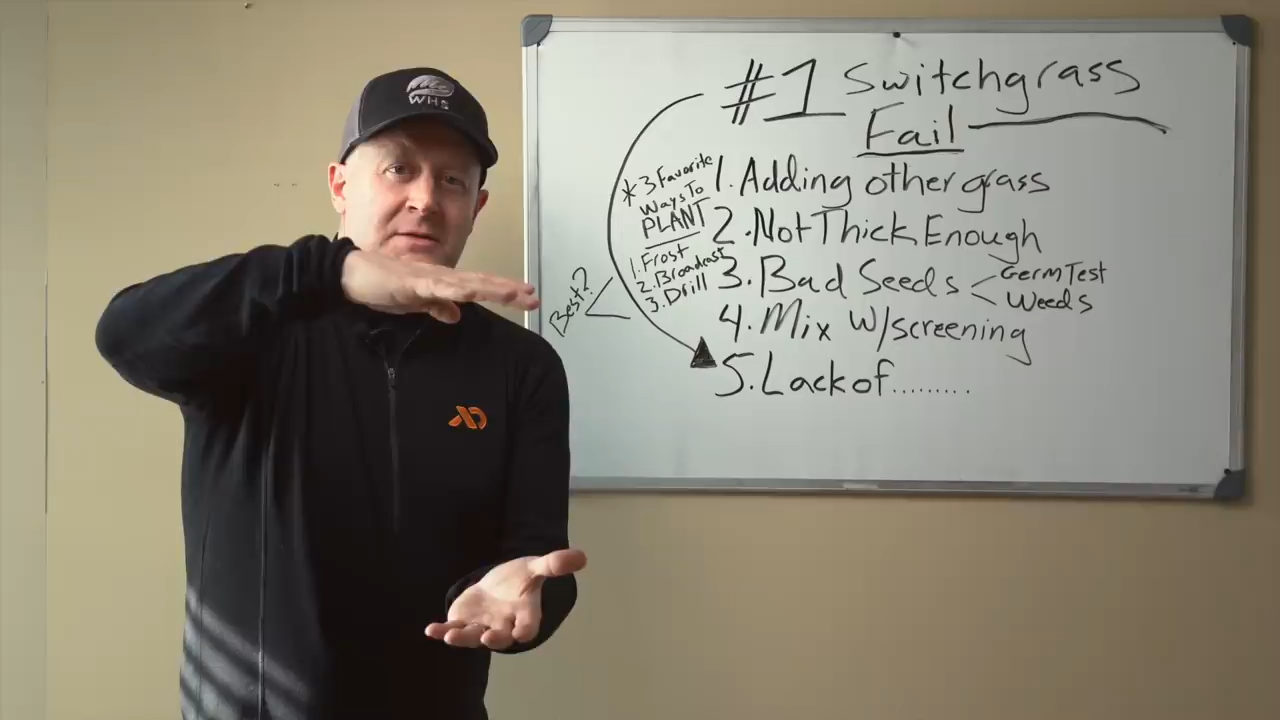 WHS
#1 Switchgrass
Fail
1. Adding other grass
2. Not Thick Enough
3. Bad Seeds
Germ Test
Weeds
4. Mix w/screening
5. Lack of.........
*3 Favorite
Ways To
PLANT
1. Frost
2. Broadcast
3. Drill
Best?